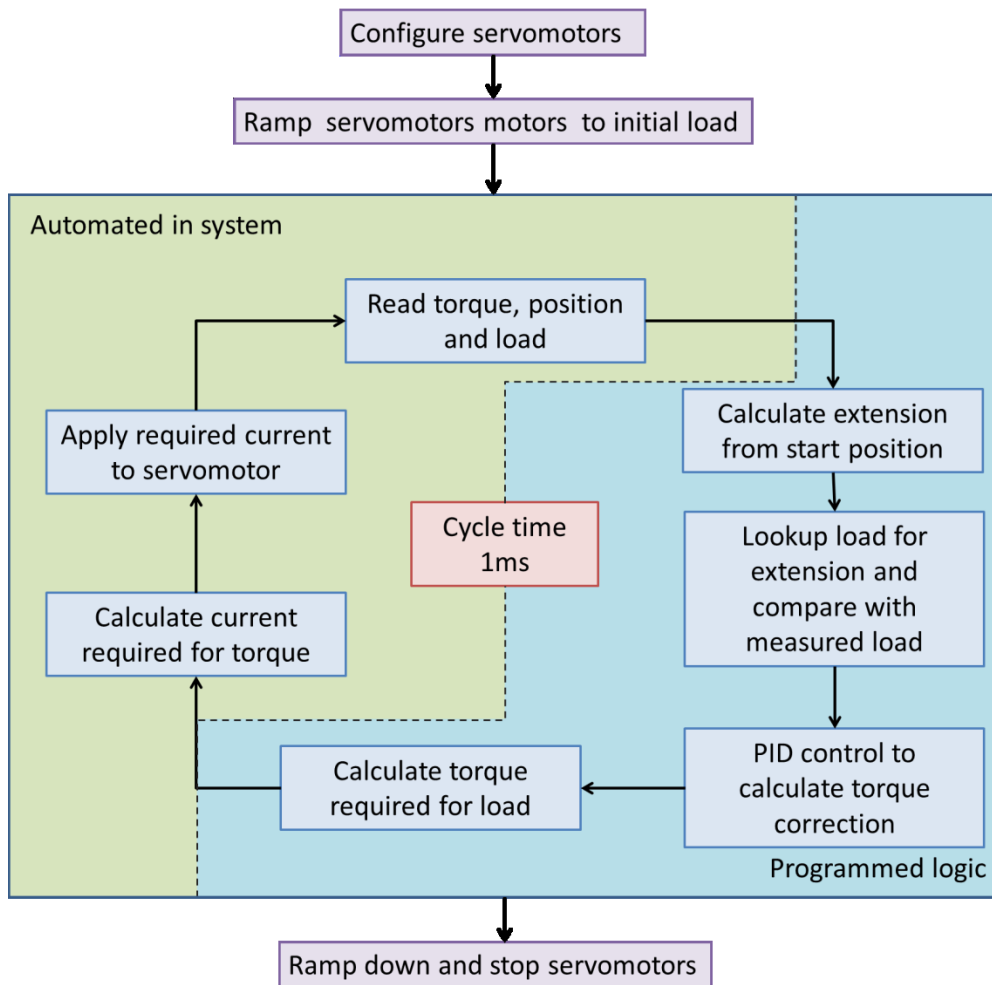 Configure servomotors
Ramp servomotors motors to initial load
Automated in system
Read torque, position
and load
Calculate extension
from start position
Apply required current
to servomotor
Cycle time
1ms
Lookup load for
extension and
compare with
measured load
Calculate current
required for torque
PID control to
calculate torque
correction
Calculate torque
required for load
Programmed logic
Ramp down and stop servomotors